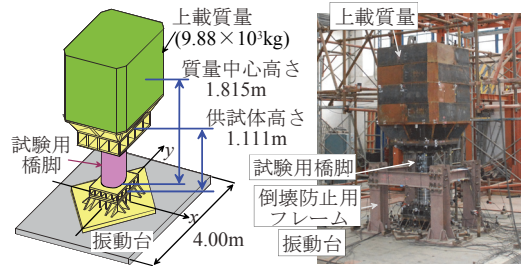 上載質量
(9.88×10³kg)
質量中心高さ
1.815m
供試体高さ
1.111m
試験用
橋脚
y
x
振動台
4.00m
上載質量
試験用橋脚
倒壊防止用
フレーム
振動台